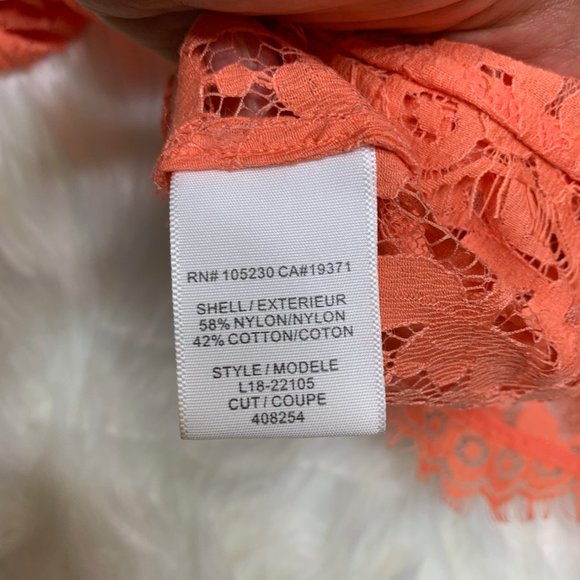 RN# 105230 CA#19371
SHELL/EXTERIEUR
58% NYLON/NYLON
42% COTTON/COTON
STYLE/MODELE
L18-22105
CUT/COUPE
408254